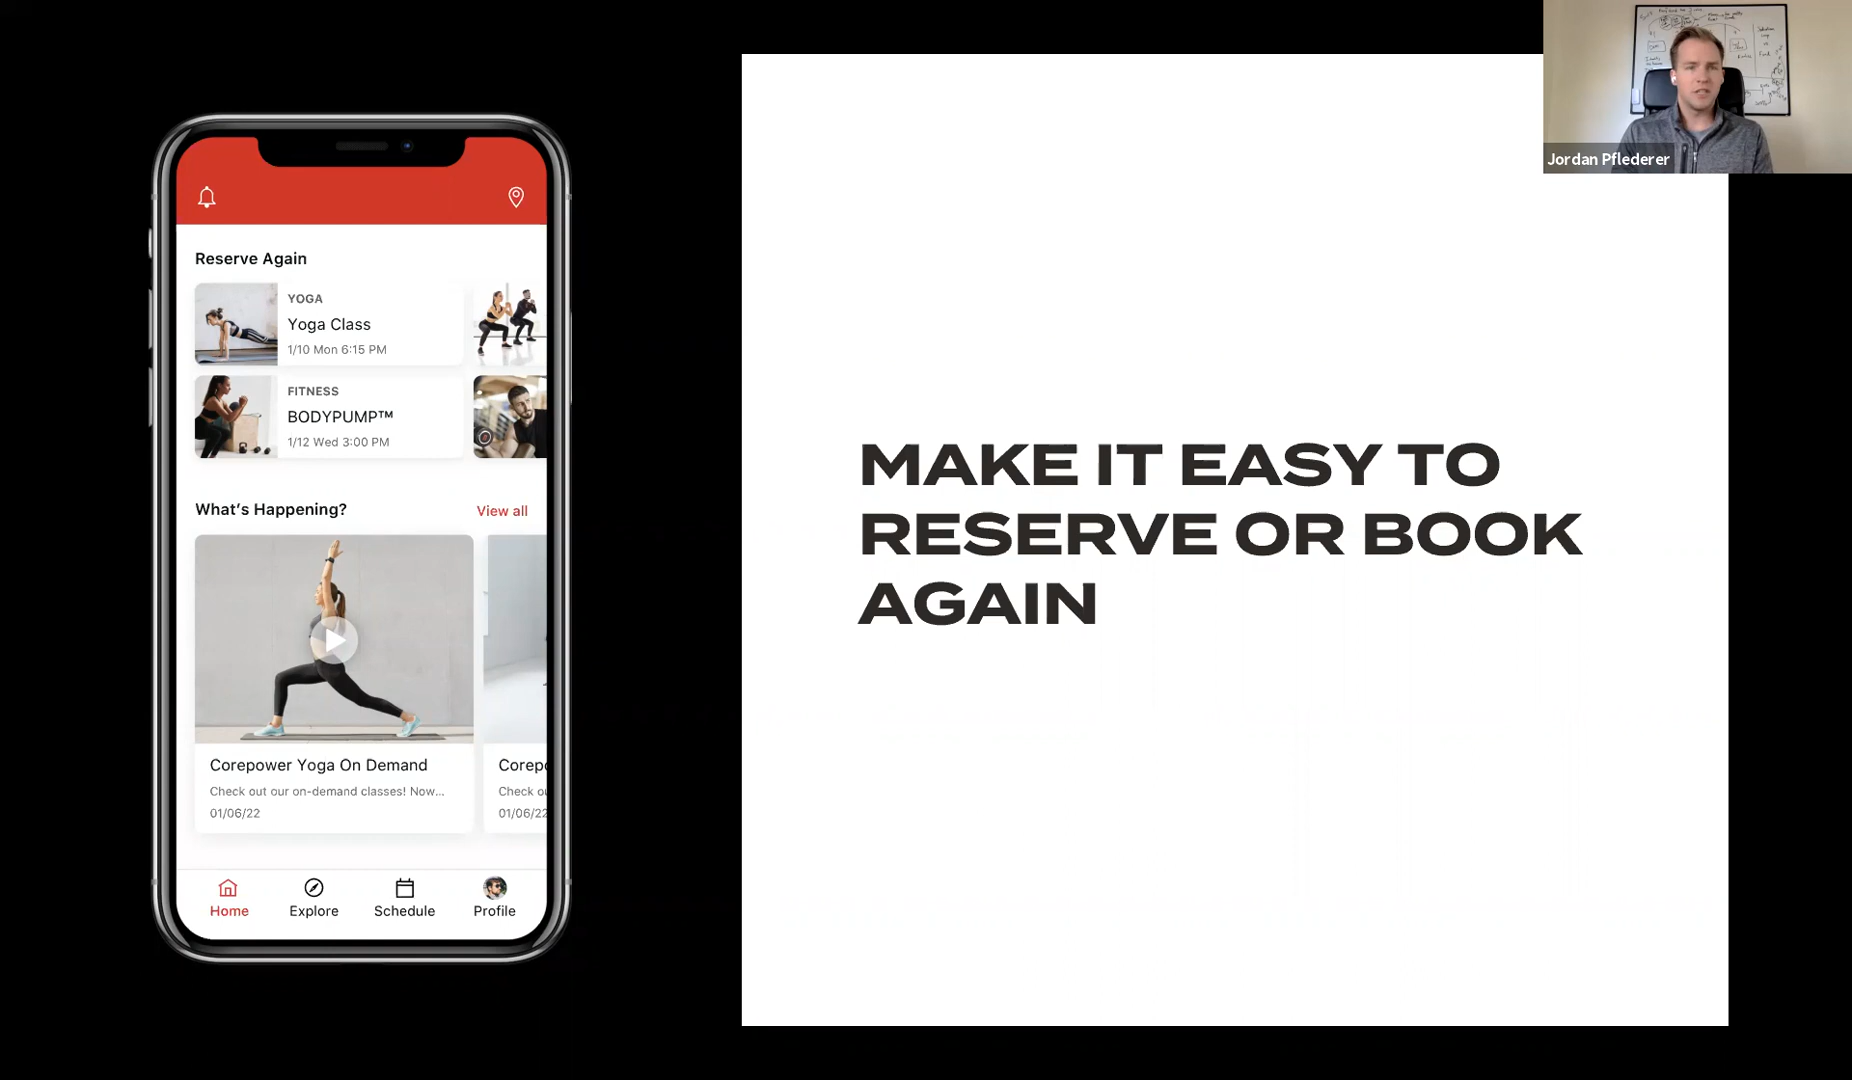 Reserve Again
YOGA
Yoga Class
1/10 Mon 6:15 PM
FITNESS
BODYPUMP™
1/12 Wed 3:00 PM
What's Happening?
View all
Corepower Yoga On Demand
Check out our on-demand classes! Now...
01/06/22
Corep
Check ou
01/06/22
Home
Explore
Schedule
Profile
MAKE IT EASY TO
RESERVE OR BOOK
AGAIN
Jordan Pflederer